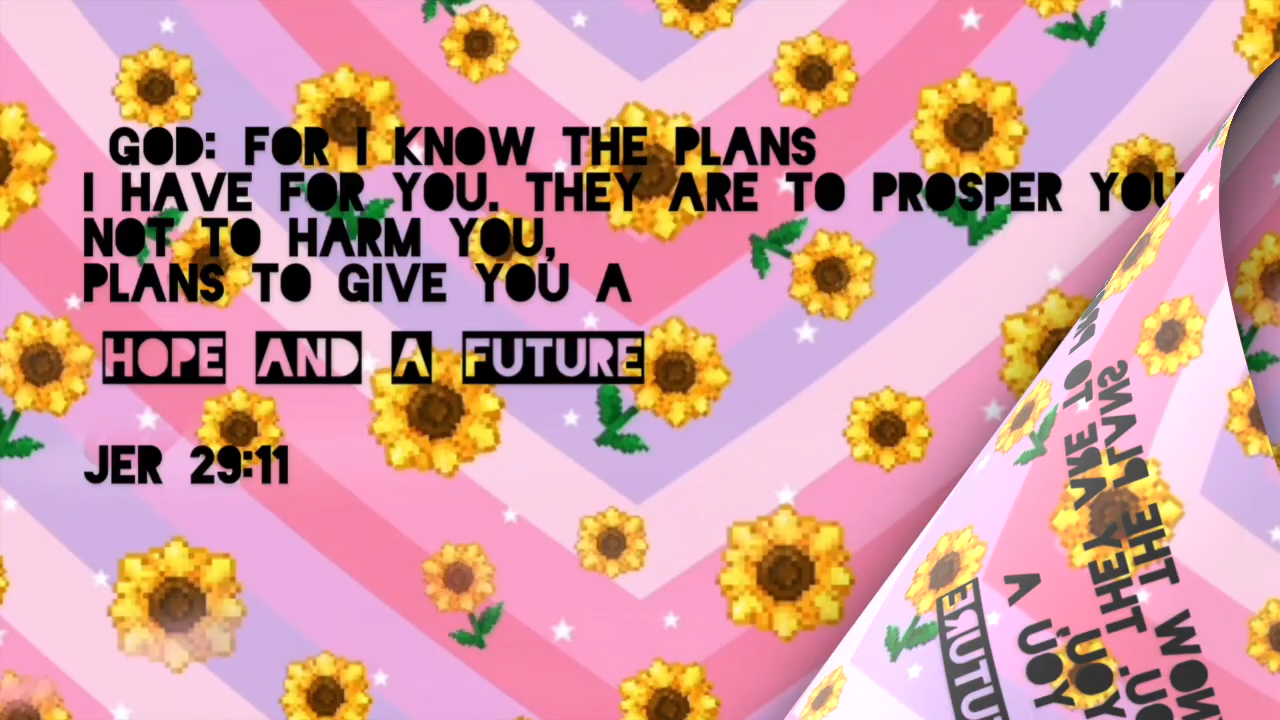 GOD: FOR I KNOW THE PLANS
I HAVE FOR YOU. THEY ARE TO PROSPER YOU
NOT TO HARM YOU,
PLANS TO GIVE YOU A
HOPE AND A FUTURE
JER 29:11